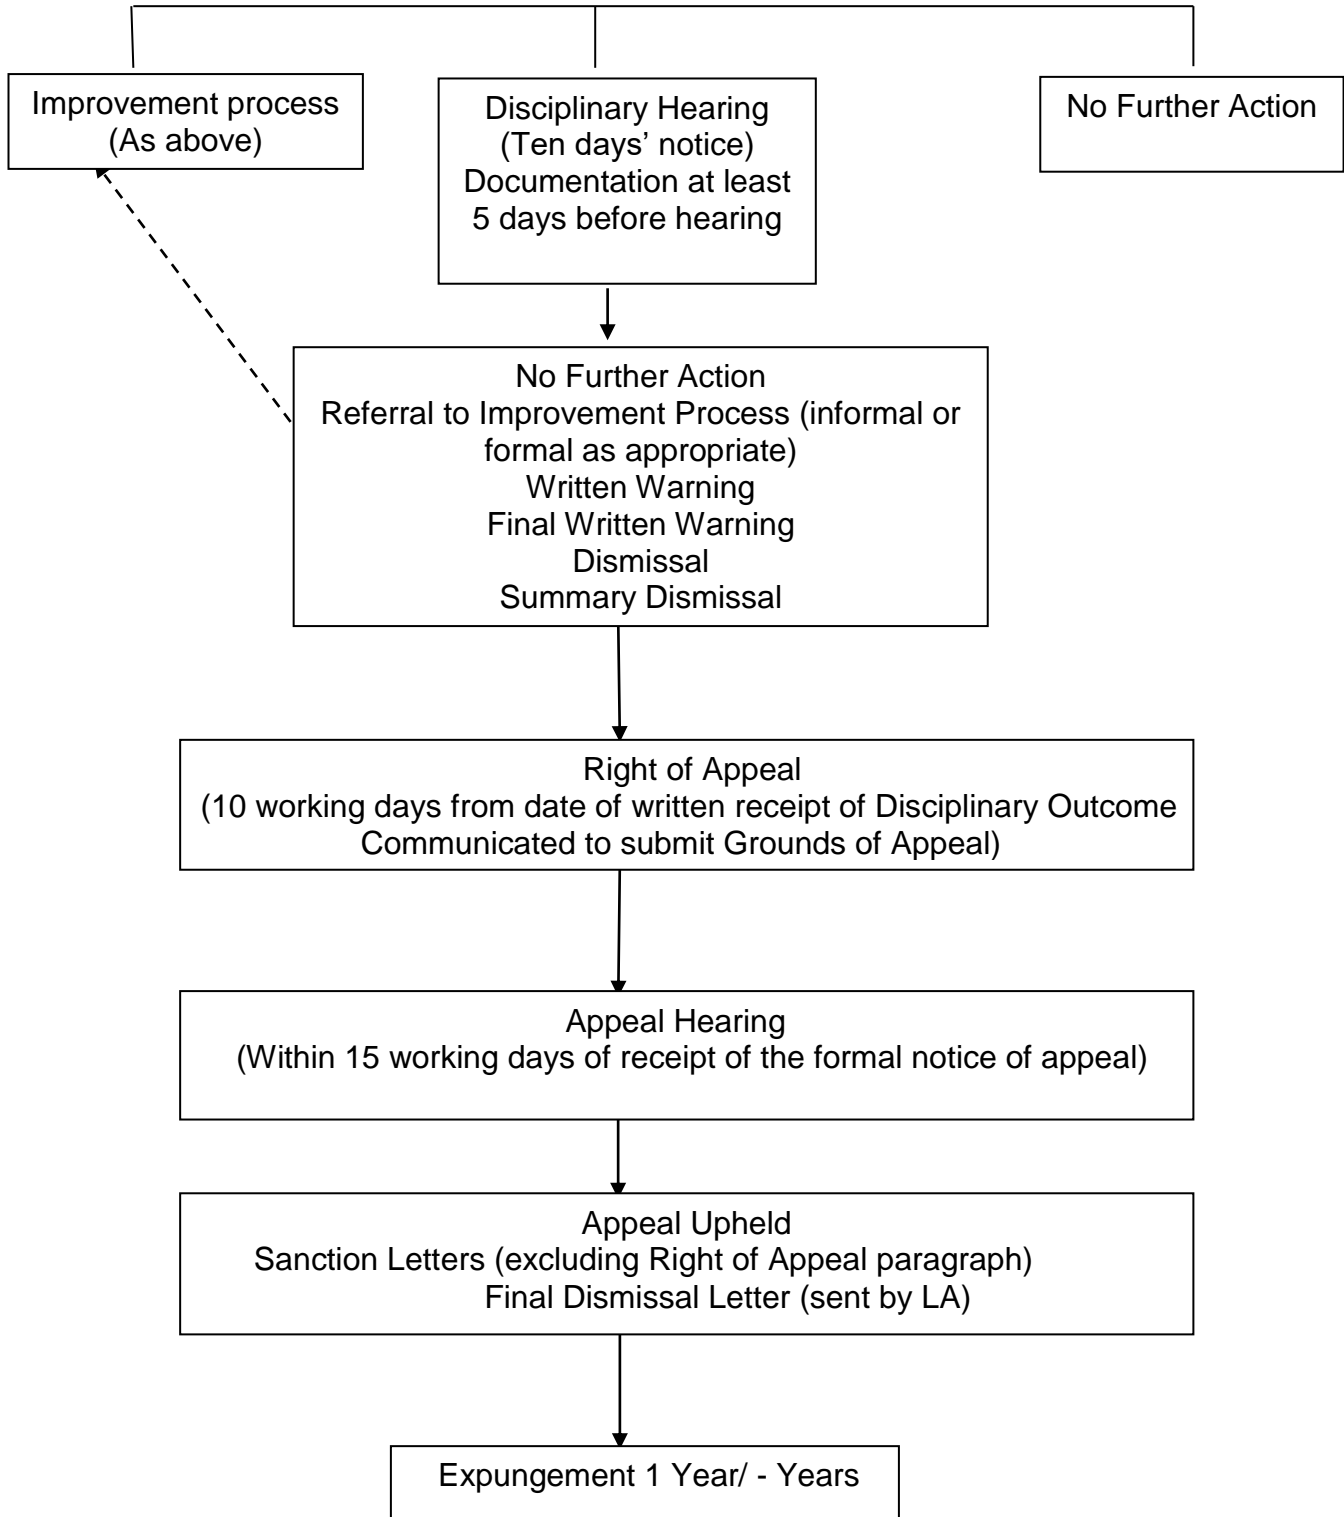 Improvement process
(As above)
Disciplinary Hearing
(Ten days’ notice)
Documentation at least
5 days before hearing
No Further Action
No Further Action
Referral to Improvement Process (informal or
formal as appropriate)
Written Warning
Final Written Warning
Dismissal
Summary Dismissal
Right of Appeal
(10 working days from date of written receipt of Disciplinary Outcome
Communicated to submit Grounds of Appeal)
Appeal Hearing
(Within 15 working days of receipt of the formal notice of appeal)
Appeal Upheld
Sanction Letters (excluding Right of Appeal paragraph)
Final Dismissal Letter (sent by LA)
Expungement 1 Year/ - Years